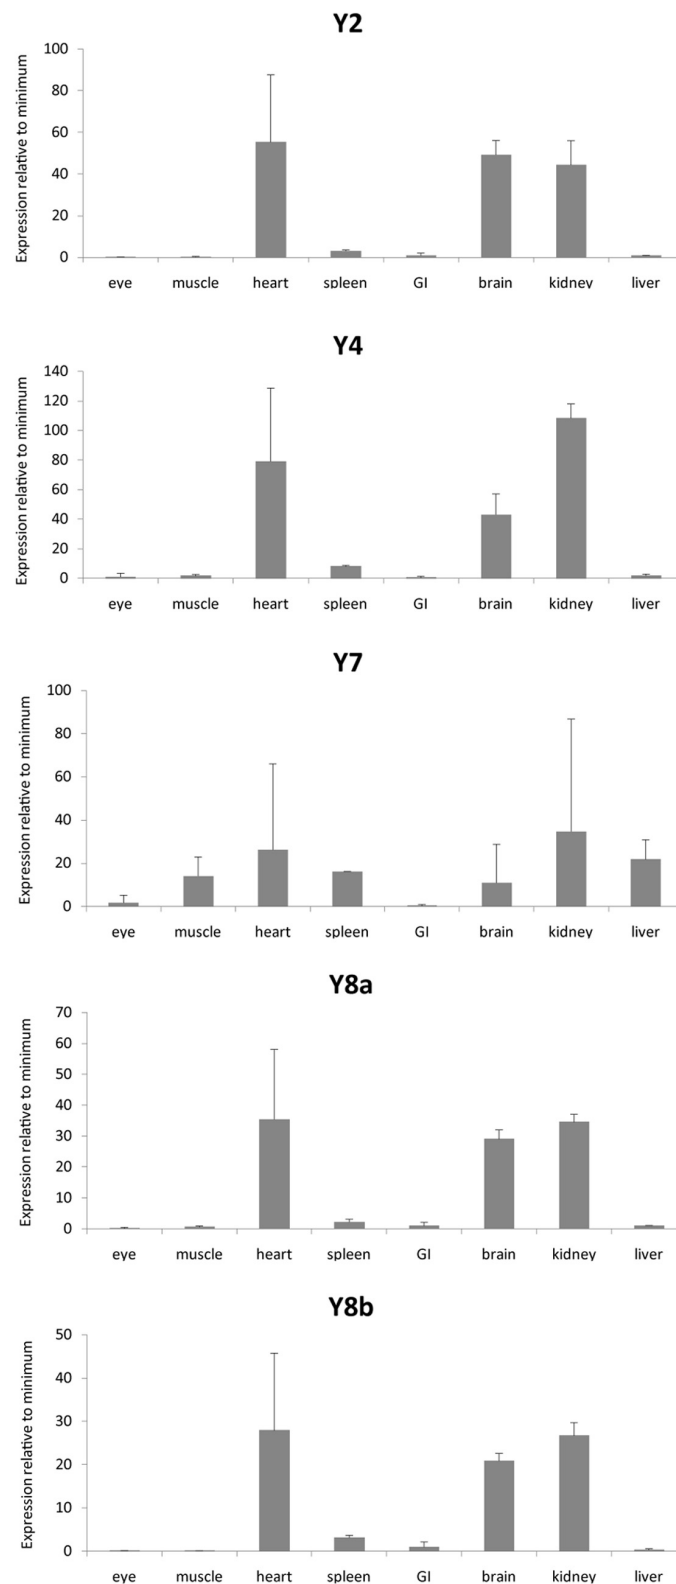 Y2
Expression relative to minimum
100
80
60
40
20
0
eye muscle heart spleen GI brain kidney liver
Y4
Expression relative to minimum
140
120
100
80
60
40
20
0
eye muscle heart spleen GI brain kidney liver
Y7
Expression relative to minimum
100
80
60
40
20
0
eye muscle heart spleen GI brain kidney liver
Y8a
Expression relative to minimum
70
60
50
40
30
20
10
0
eye muscle heart spleen GI brain kidney liver
Y8b
Expression relative to minimum
50
40
30
20
10
0
eye muscle heart spleen GI brain kidney liver